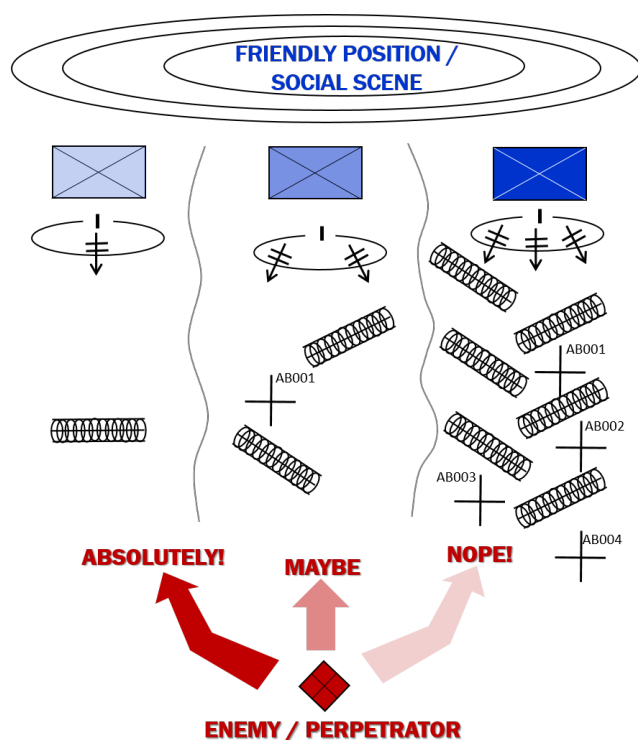 FRIENDLY POSITION /
SOCIAL SCENE
I
I
I
AB001
AB001
AB002
AB003
AB004
ABSOLUTELY!
MAYBE
NOPE!
ENEMY / PERPETRATOR